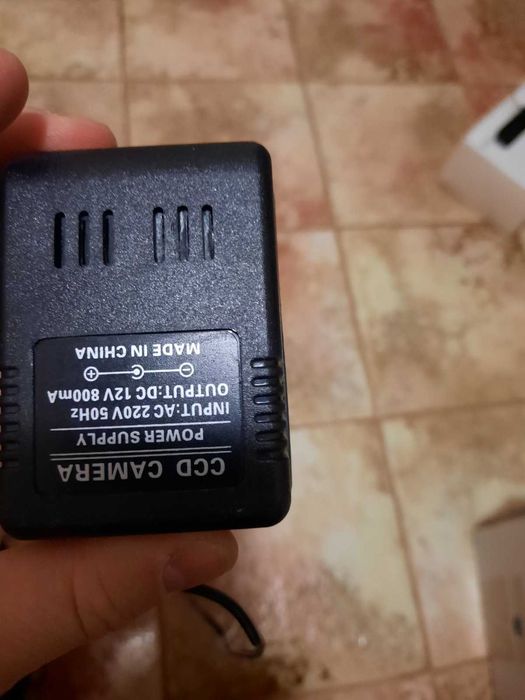 CCD CAMERA
POWER SUPPLY
INPUT:AC 220V 50Hz
OUTPUT:DC 12V 800mA
MADE IN CHINA